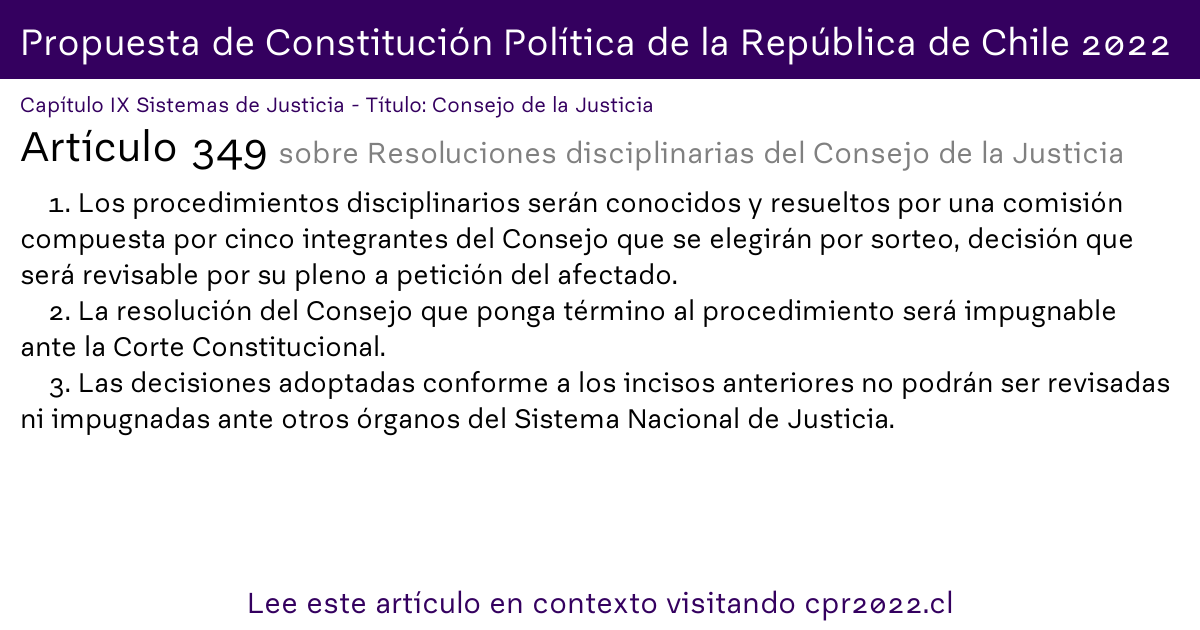 Propuesta de Constitución Política de la República de Chile 2022
Capítulo IX Sistemas de Justicia - Título: Consejo de la Justicia
Artículo 349 sobre Resoluciones disciplinarias del Consejo de la Justicia
1. Los procedimientos disciplinarios serán conocidos y resueltos por una comisión
compuesta por cinco integrantes del Consejo que se elegirán por sorteo, decisión que
será revisable por su pleno a petición del afectado.
2. La resolución del Consejo que ponga término al procedimiento será impugnable
ante la Corte Constitucional.
3. Las decisiones adoptadas conforme a los incisos anteriores no podrán ser revisadas
ni impugnadas ante otros órganos del Sistema Nacional de Justicia.
Lee este artículo en contexto visitando cpr2022.cl